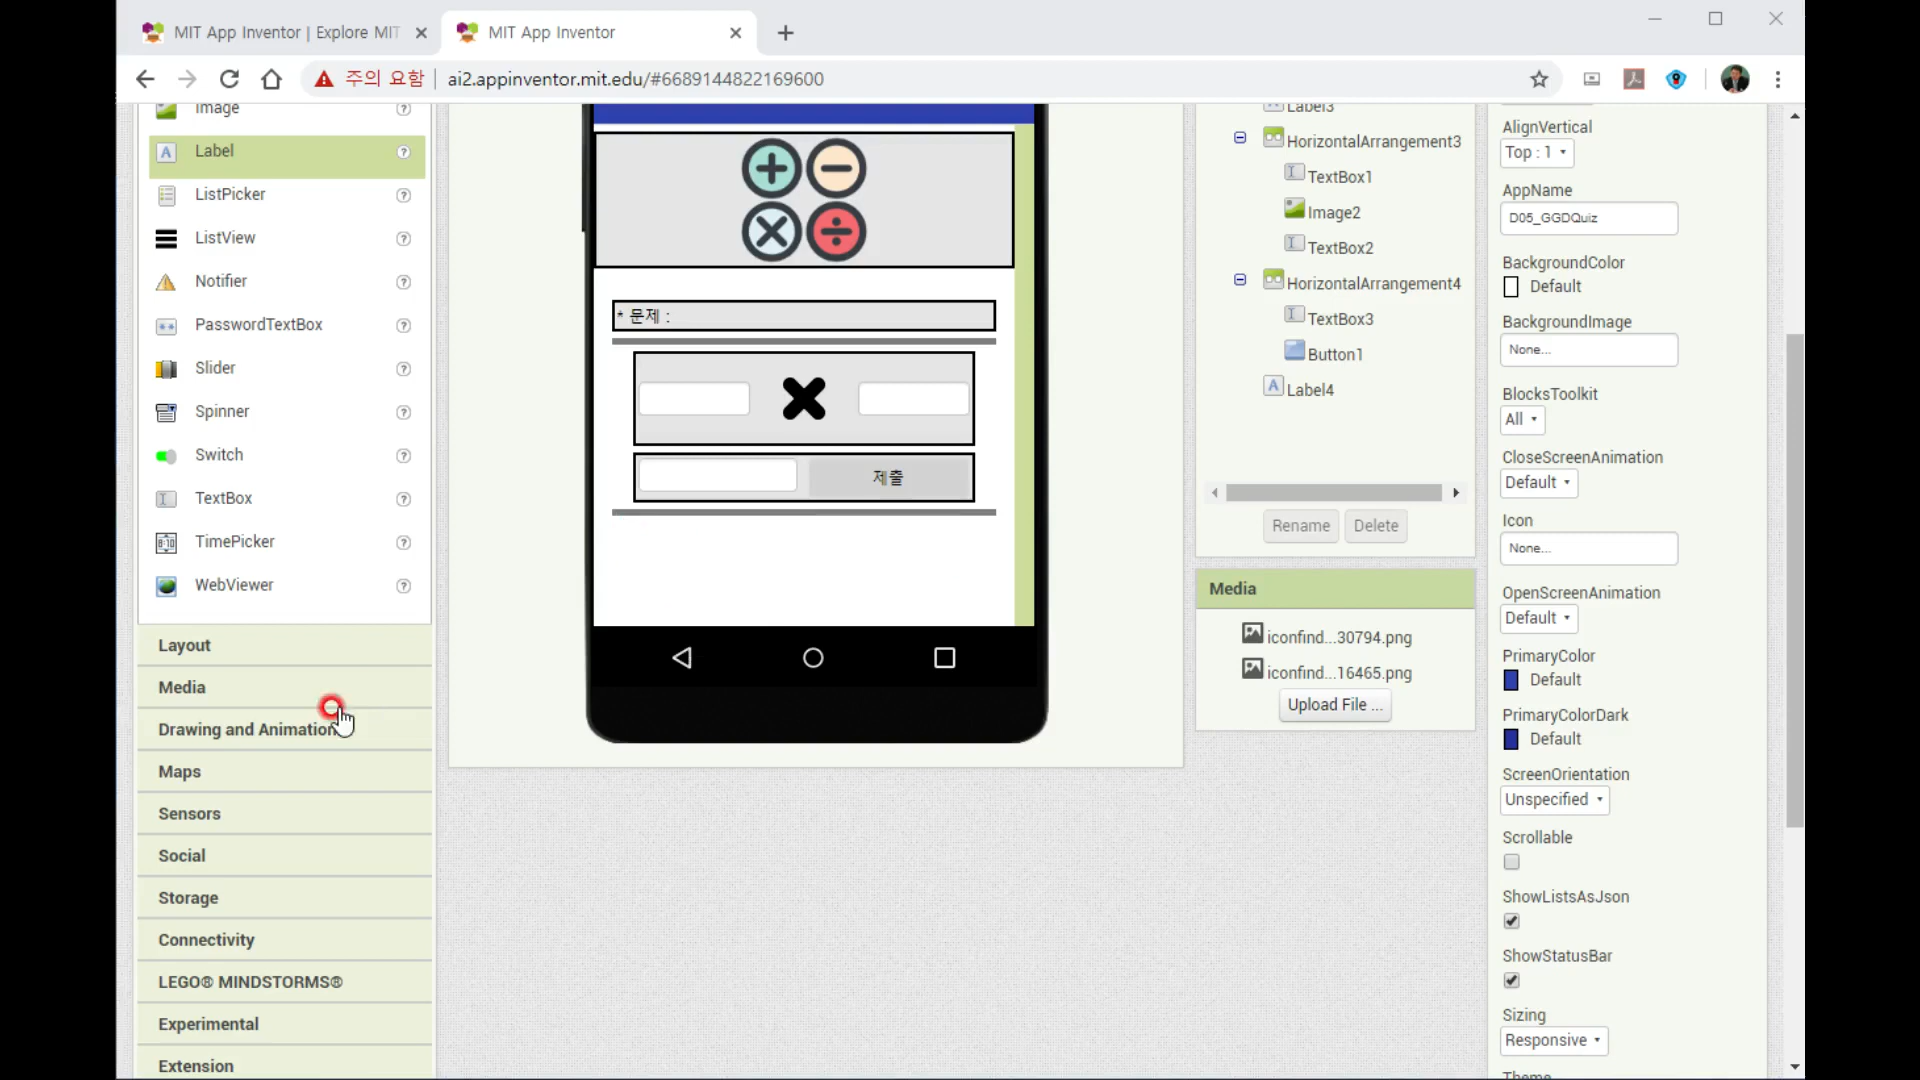 MIT App Inventor | Explore MIT
MIT App Inventor
주의 요함
ai2.appinventor.mit.edu/#6689144822169600
Image
Label
ListPicker
ListView
Notifier
PasswordTextBox
Slider
Spinner
Switch
TextBox
TimePicker
WebViewer
Layout
Media
Drawing and Animation
Maps
Sensors
Social
Storage
Connectivity
LEGO® MINDSTORMS®
Experimental
Extension
* 문제 :
제출
Label3
HorizontalArrangement3
TextBox1
Image2
TextBox2
HorizontalArrangement4
TextBox3
Button1
Label4
Rename
Delete
Media
iconfind...30794.png
iconfind...16465.png
Upload File ...
AlignVertical
Top : 1
AppName
D05_GGDQuiz
BackgroundColor
Default
BackgroundImage
None...
BlocksToolkit
All
CloseScreenAnimation
Default
Icon
None...
OpenScreenAnimation
Default
PrimaryColor
Default
PrimaryColorDark
Default
ScreenOrientation
Unspecified
Scrollable
ShowListsAsJson
ShowStatusBar
Sizing
Responsive
Theme